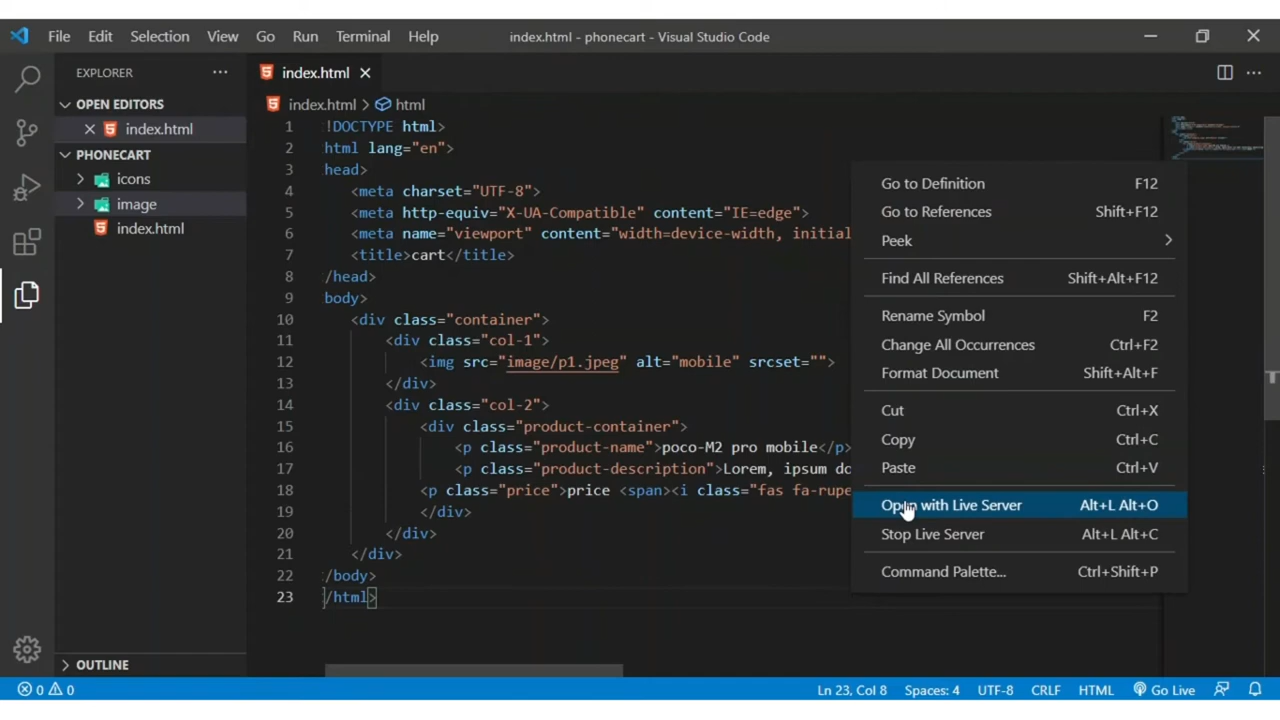 File Edit Selection View Go Run Terminal Help index.html - phonecart - Visual Studio Code
EXPLORER
OPEN EDITORS
index.html
PHONECART
icons
image
index.html
OUTLINE
index.html
index.html > html
1 !DOCTYPE html>
2 html lang="en">
3 head>
4 <meta charset="UTF-8">
5 <meta http-equiv="X-UA-Compatible" content="IE=edge">
6 <meta name="viewport" content="width=device-width, initial
7 <title>cart</title>
8 /head>
9 body>
10 <div class="container">
11 <div class="col-1">
12 <img src="image/p1.jpeg" alt="mobile" srcset="">
13 </div>
14 <div class="col-2">
15 <div class="product-container">
16 <p class="product-name">poco-M2 pro mobile</p>
17 <p class="product-description">Lorem, ipsum do
18 <p class="price">price <span><i class="fas fa-rupe
19 </div>
20 </div>
21 </div>
22 /body>
23 /html>
Go to Definition F12
Go to References Shift+F12
Peek
Find All References Shift+Alt+F12
Rename Symbol F2
Change All Occurrences Ctrl+F2
Format Document Shift+Alt+F
Cut Ctrl+X
Copy Ctrl+C
Paste Ctrl+V
Open with Live Server Alt+L Alt+O
Stop Live Server Alt+L Alt+C
Command Palette... Ctrl+Shift+P
0 0 Ln 23, Col 8 Spaces: 4 UTF-8 CRLF HTML Go Live